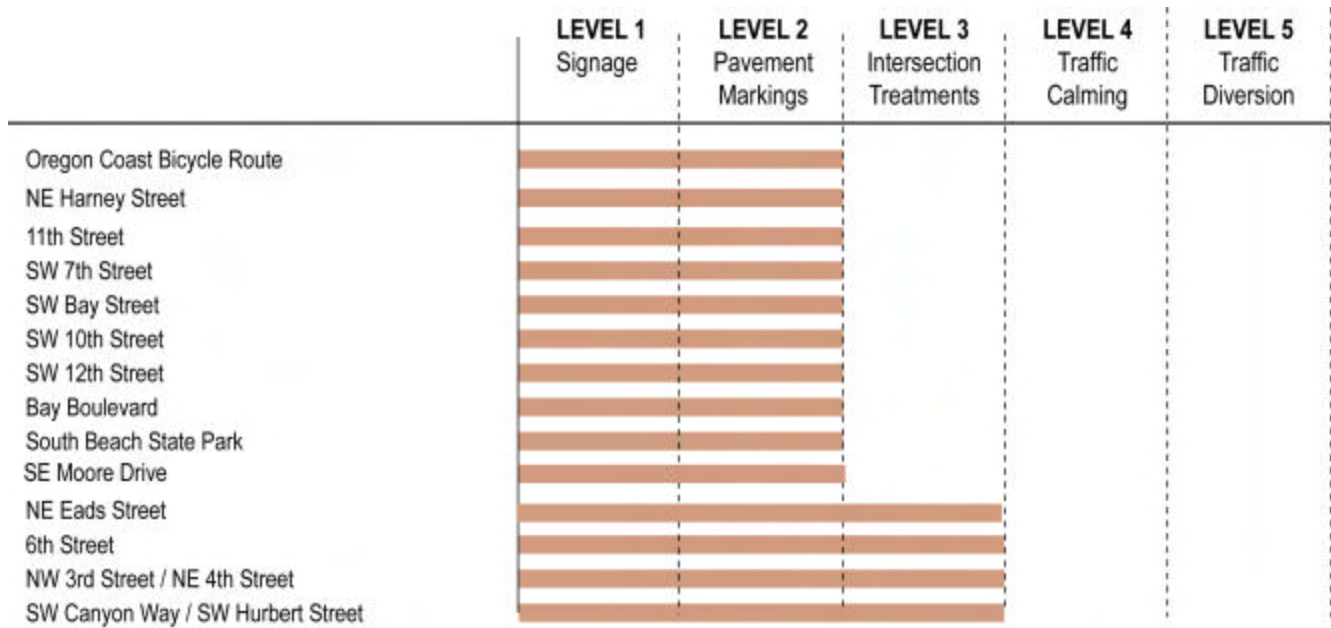 LEVEL 1 LEVEL 2 LEVEL 3 LEVEL 4 LEVEL 5
Signage Pavement Intersection Traffic Traffic
Markings Treatments Calming Diversion
Oregon Coast Bicycle Route
NE Harney Street
11th Street
SW 7th Street
SW Bay Street
SW 10th Street
SW 12th Street
Bay Boulevard
South Beach State Park
SE Moore Drive
NE Eads Street
6th Street
NW 3rd Street / NE 4th Street
SW Canyon Way / SW Hurbert Street